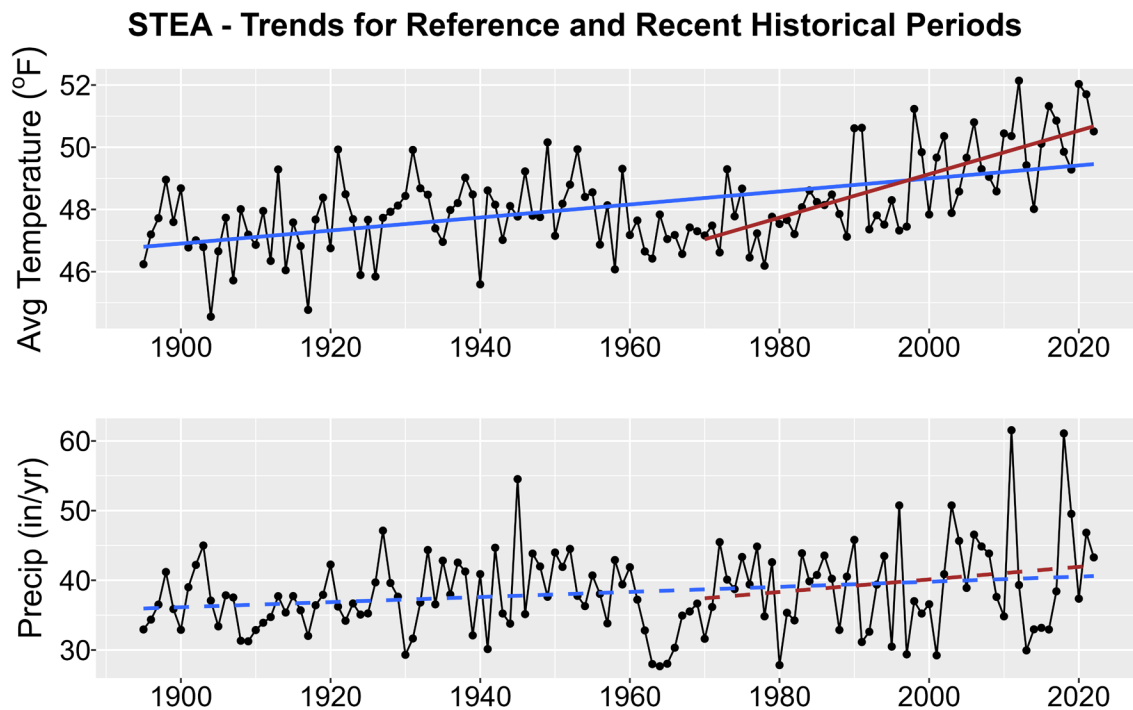 STEA - Trends for Reference and Recent Historical Periods
Avg Temperature (ºF)
52
50
48
46
1900 1920 1940 1960 1980 2000 2020
Precip (in/yr)
60
50
40
30
1900 1920 1940 1960 1980 2000 2020